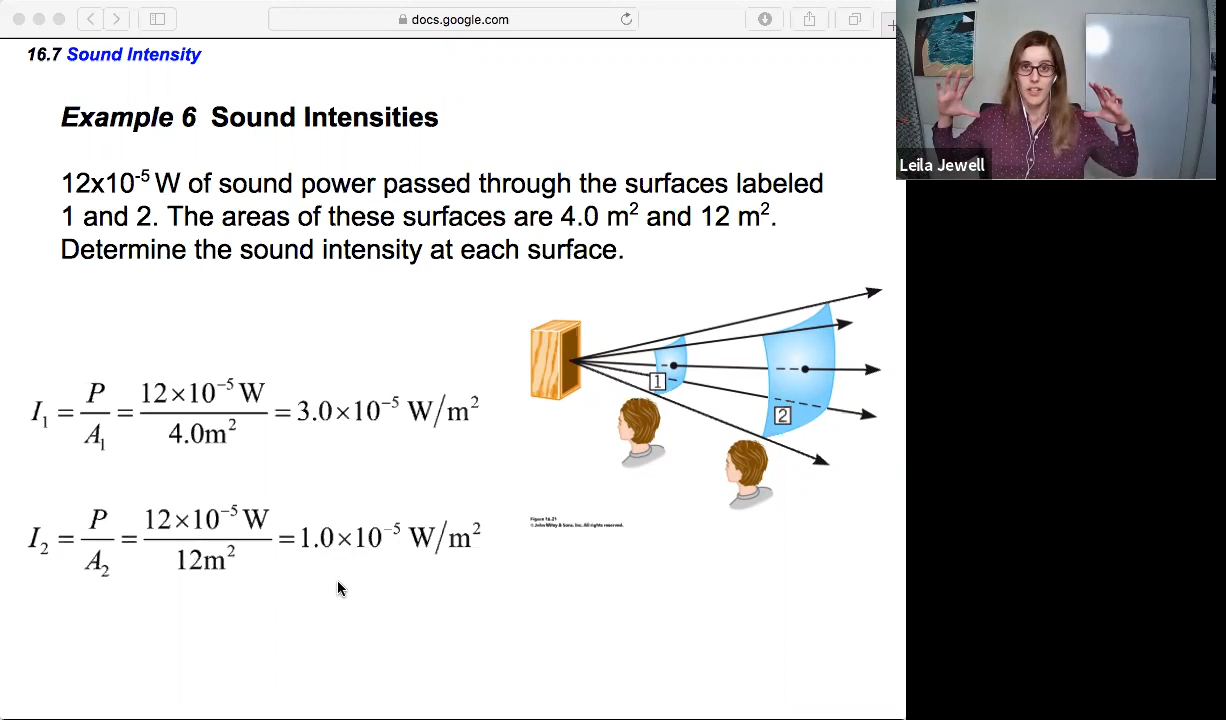 docs.google.com
16.7 Sound Intensity
Example 6 Sound Intensities
12x10⁻⁵ W of sound power passed through the surfaces labeled
1 and 2. The areas of these surfaces are 4.0 m² and 12 m².
Determine the sound intensity at each surface.
I₁ = P/A₁ = 12×10⁻⁵ W/4.0m² = 3.0×10⁻⁵ W/m²
I₂ = P/A₂ = 12×10⁻⁵ W/12m² = 1.0×10⁻⁵ W/m²
1
2
Figure 16.21
© John Wiley & Sons, Inc. All rights reserved.
Leila Jewell